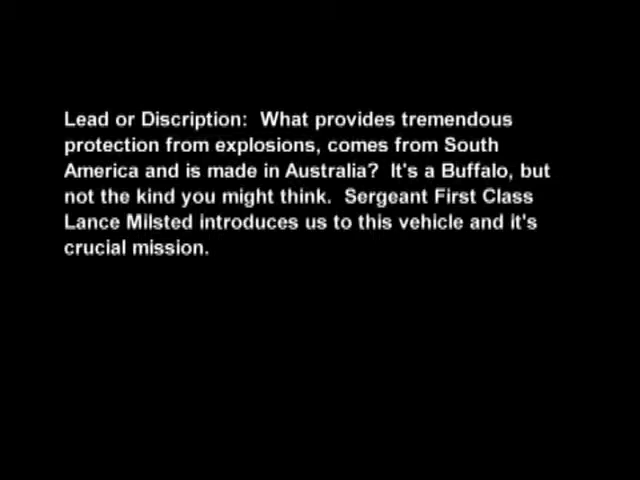 Lead or Discription:  What provides tremendous
protection from explosions, comes from South
America and is made in Australia?  It's a Buffalo, but
not the kind you might think.  Sergeant First Class
Lance Milsted introduces us to this vehicle and it's
crucial mission.